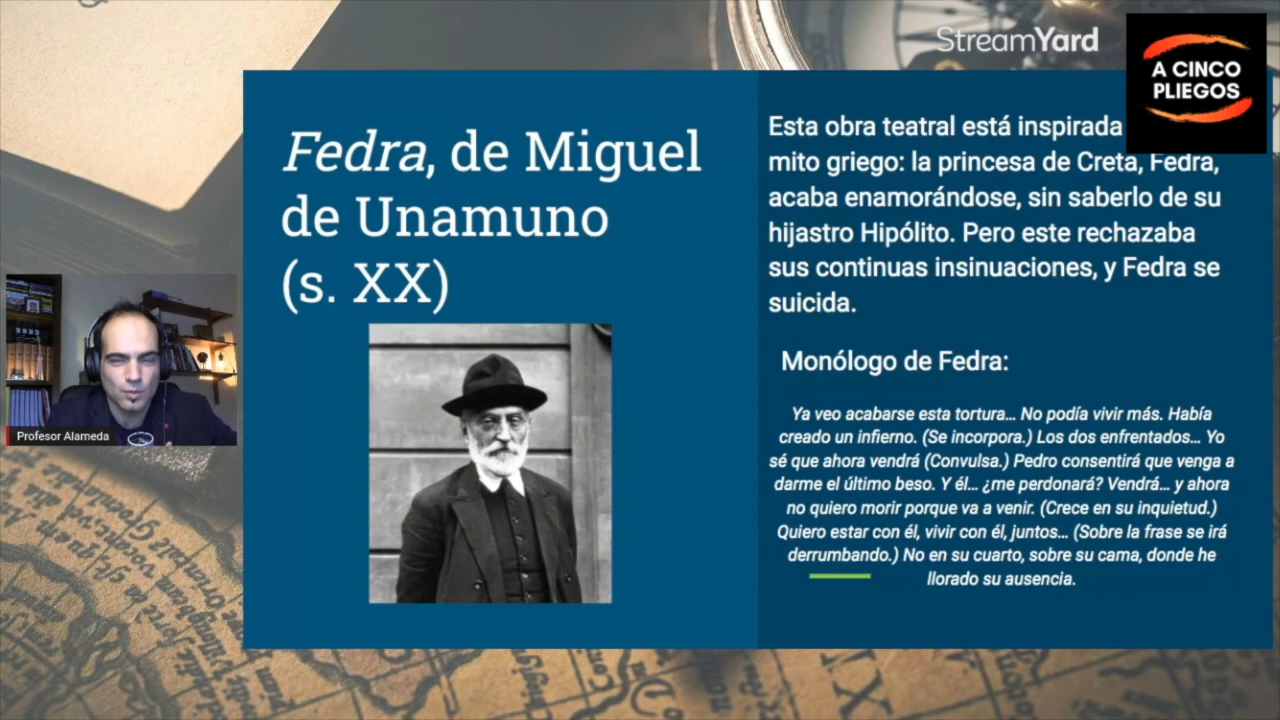 StreamYard
A CINCO
PLIEGOS
Fedra, de Miguel
de Unamuno
(s. XX)
Esta obra teatral está inspirada
mito griego: la princesa de Creta, Fedra,
acaba enamorándose, sin saberlo de su
hijastro Hipólito. Pero este rechazaba
sus continuas insinuaciones, y Fedra se
suicida.
Monólogo de Fedra:
Ya veo acabarse esta tortura... No podía vivir más. Había
creado un infierno. (Se incorpora.) Los dos enfrentados... Yo
sé que ahora vendrá (Convulsa.) Pedro consentirá que venga a
darme el último beso. Y él... ¿me perdonará? Vendrá... y ahora
no quiero morir porque va a venir. (Crece en su inquietud.)
Quiero estar con él, vivir con él, juntos... (Sobre la frase se irá
derrumbando.) No en su cuarto, sobre su cama, donde he
llorado su ausencia.
Profesor Alameda